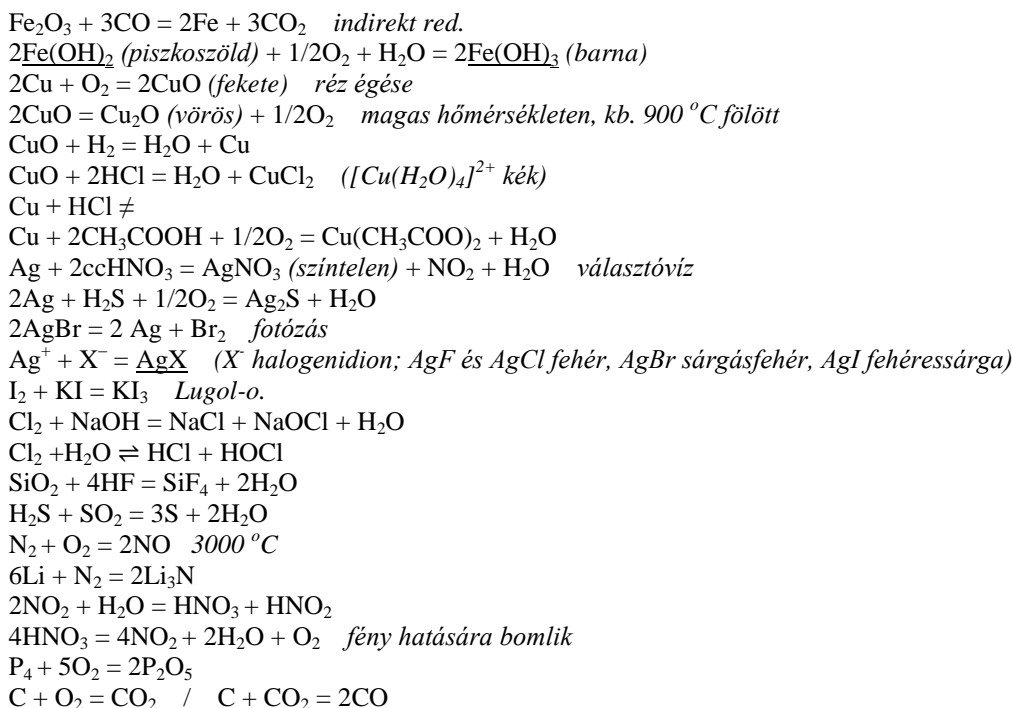 Fe₂O₃ + 3CO = 2Fe + 3CO₂ indirekt red.
2Fe(OH)₂ (piszkoszöld) + 1/2O₂ + H₂O = 2Fe(OH)₃ (barna)
2Cu + O₂ = 2CuO (fekete) réz égése
2CuO = Cu₂O (vörös) + 1/2O₂ magas hőmérsékleten, kb. 900 °C fölött
CuO + H₂ = H₂O + Cu
CuO + 2HCl = H₂O + CuCl₂ ([Cu(H₂O)₄]²⁺ kék)
Cu + HCl ≠
Cu + 2CH₃COOH + 1/2O₂ = Cu(CH₃COO)₂ + H₂O
Ag + 2ccHNO₃ = AgNO₃ (színtelen) + NO₂ + H₂O választóvíz
2Ag + H₂S + 1/2O₂ = Ag₂S + H₂O
2AgBr = 2 Ag + Br₂ fotózás
Ag⁺ + X⁻ = AgX (X⁻ halogenidion; AgF és AgCl fehér, AgBr sárgásfehér, AgI fehéressárga)
I₂ + KI = KI₃ Lugol-o.
Cl₂ + NaOH = NaCl + NaOCl + H₂O
Cl₂ +H₂O ⇌ HCl + HOCl
SiO₂ + 4HF = SiF₄ + 2H₂O
H₂S + SO₂ = 3S + 2H₂O
N₂ + O₂ = 2NO 3000 °C
6Li + N₂ = 2Li₃N
2NO₂ + H₂O = HNO₃ + HNO₂
4HNO₃ = 4NO₂ + 2H₂O + O₂ fény hatására bomlik
P₄ + 5O₂ = 2P₂O₅
C + O₂ = CO₂ / C + CO₂ = 2CO